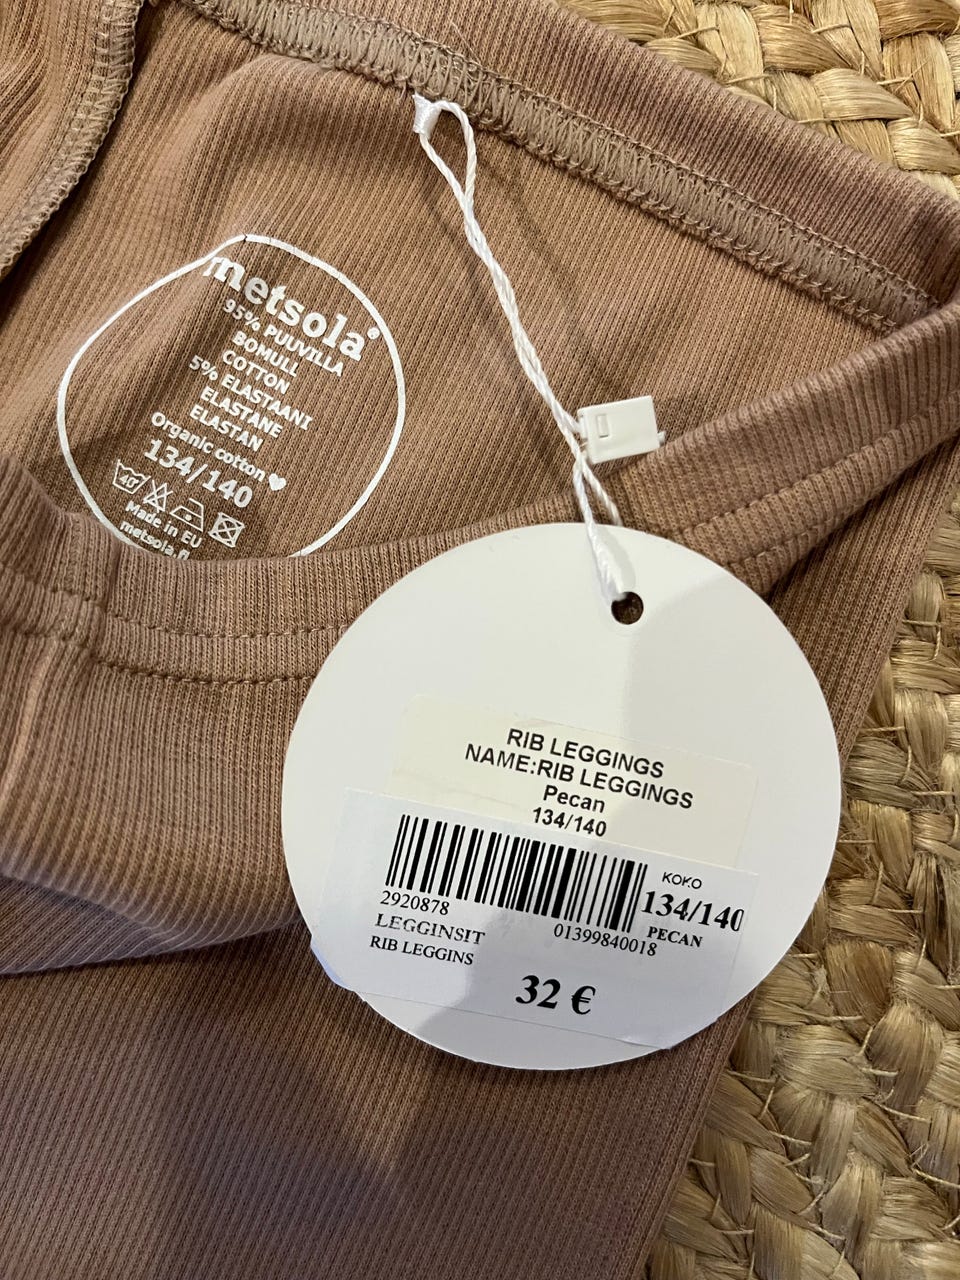 metsola®
95% PUUVILLA
BOMULL
COTTON
5% ELASTAANI
ELASTANE
ELASTAN
Organic cotton
134/140
40°
Made in EU
metsola.fi
RIB LEGGINGS
NAME:RIB LEGGINGS
Pecan
134/140
KOKO
134/140
2920878
01399840018
PECAN
LEGGINSIT
RIB LEGGINS
32 €